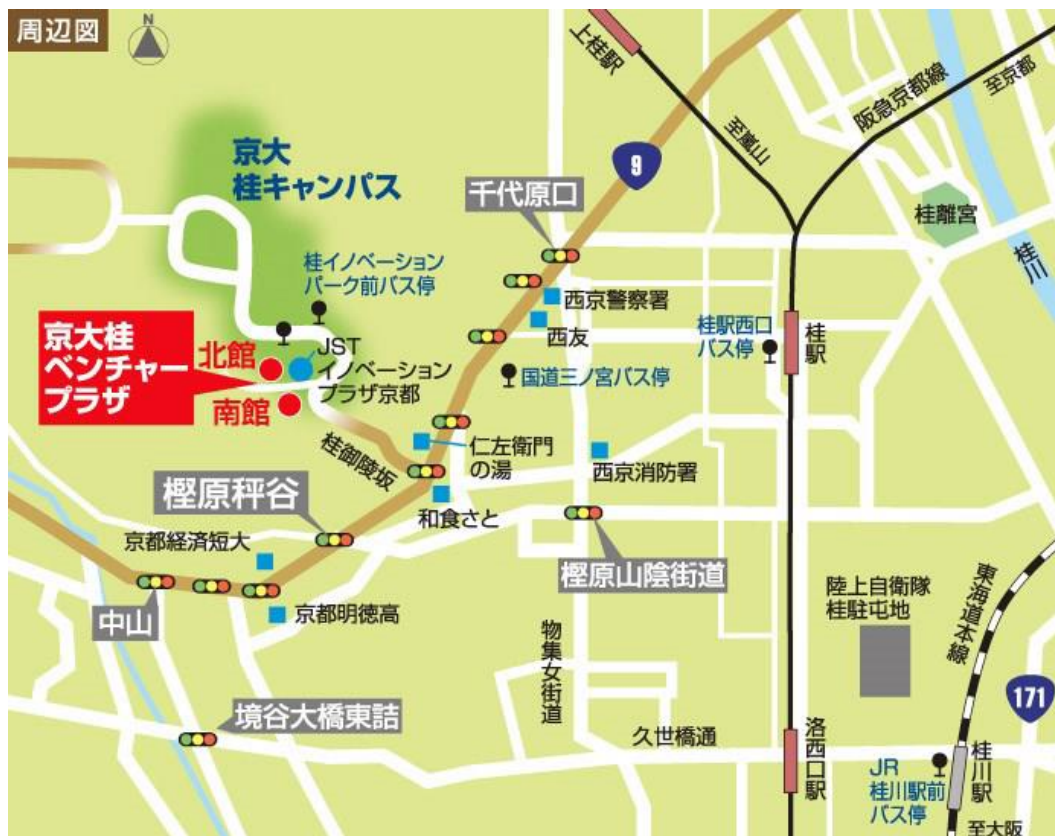 周辺図
上桂駅
至嵐山
阪急京都線
至京都
9
京大
桂キャンパス
千代原口
桂離宮
桂川
桂イノベーション
パーク前バス停
西京警察署
西友
桂駅西口
バス停
桂駅
京大桂
ベンチャー
プラザ
北館
南館
JST
イノベーション
プラザ京都
国道三ノ宮バス停
桂御陵坂
仁左衛門
の湯
西京消防署
樫原秤谷
和食さと
京都経済短大
樫原山陰街道
陸上自衛隊
桂駐屯地
東海道本線
中山
京都明徳高
物集女街道
171
境谷大橋東詰
久世橋通
洛西口駅
JR
桂川駅前
バス停
桂川駅
至大阪